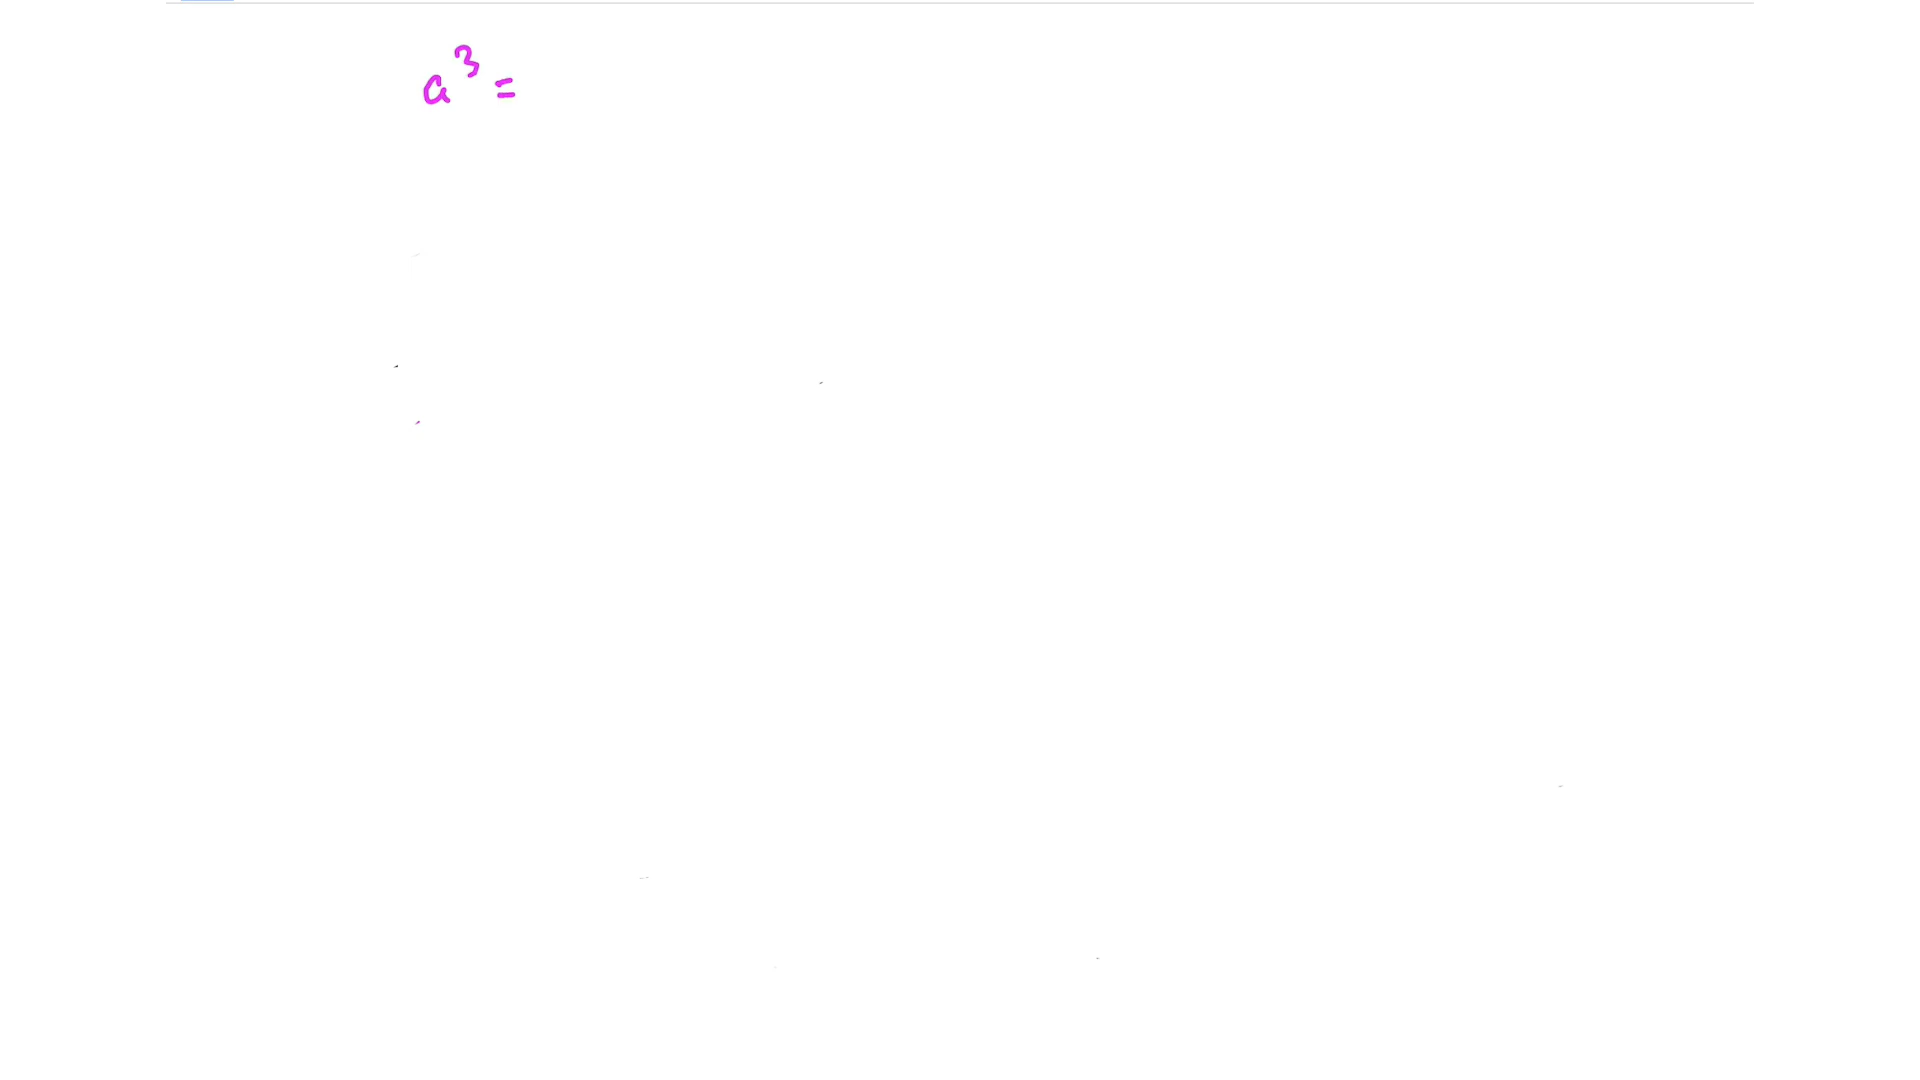 a³ =